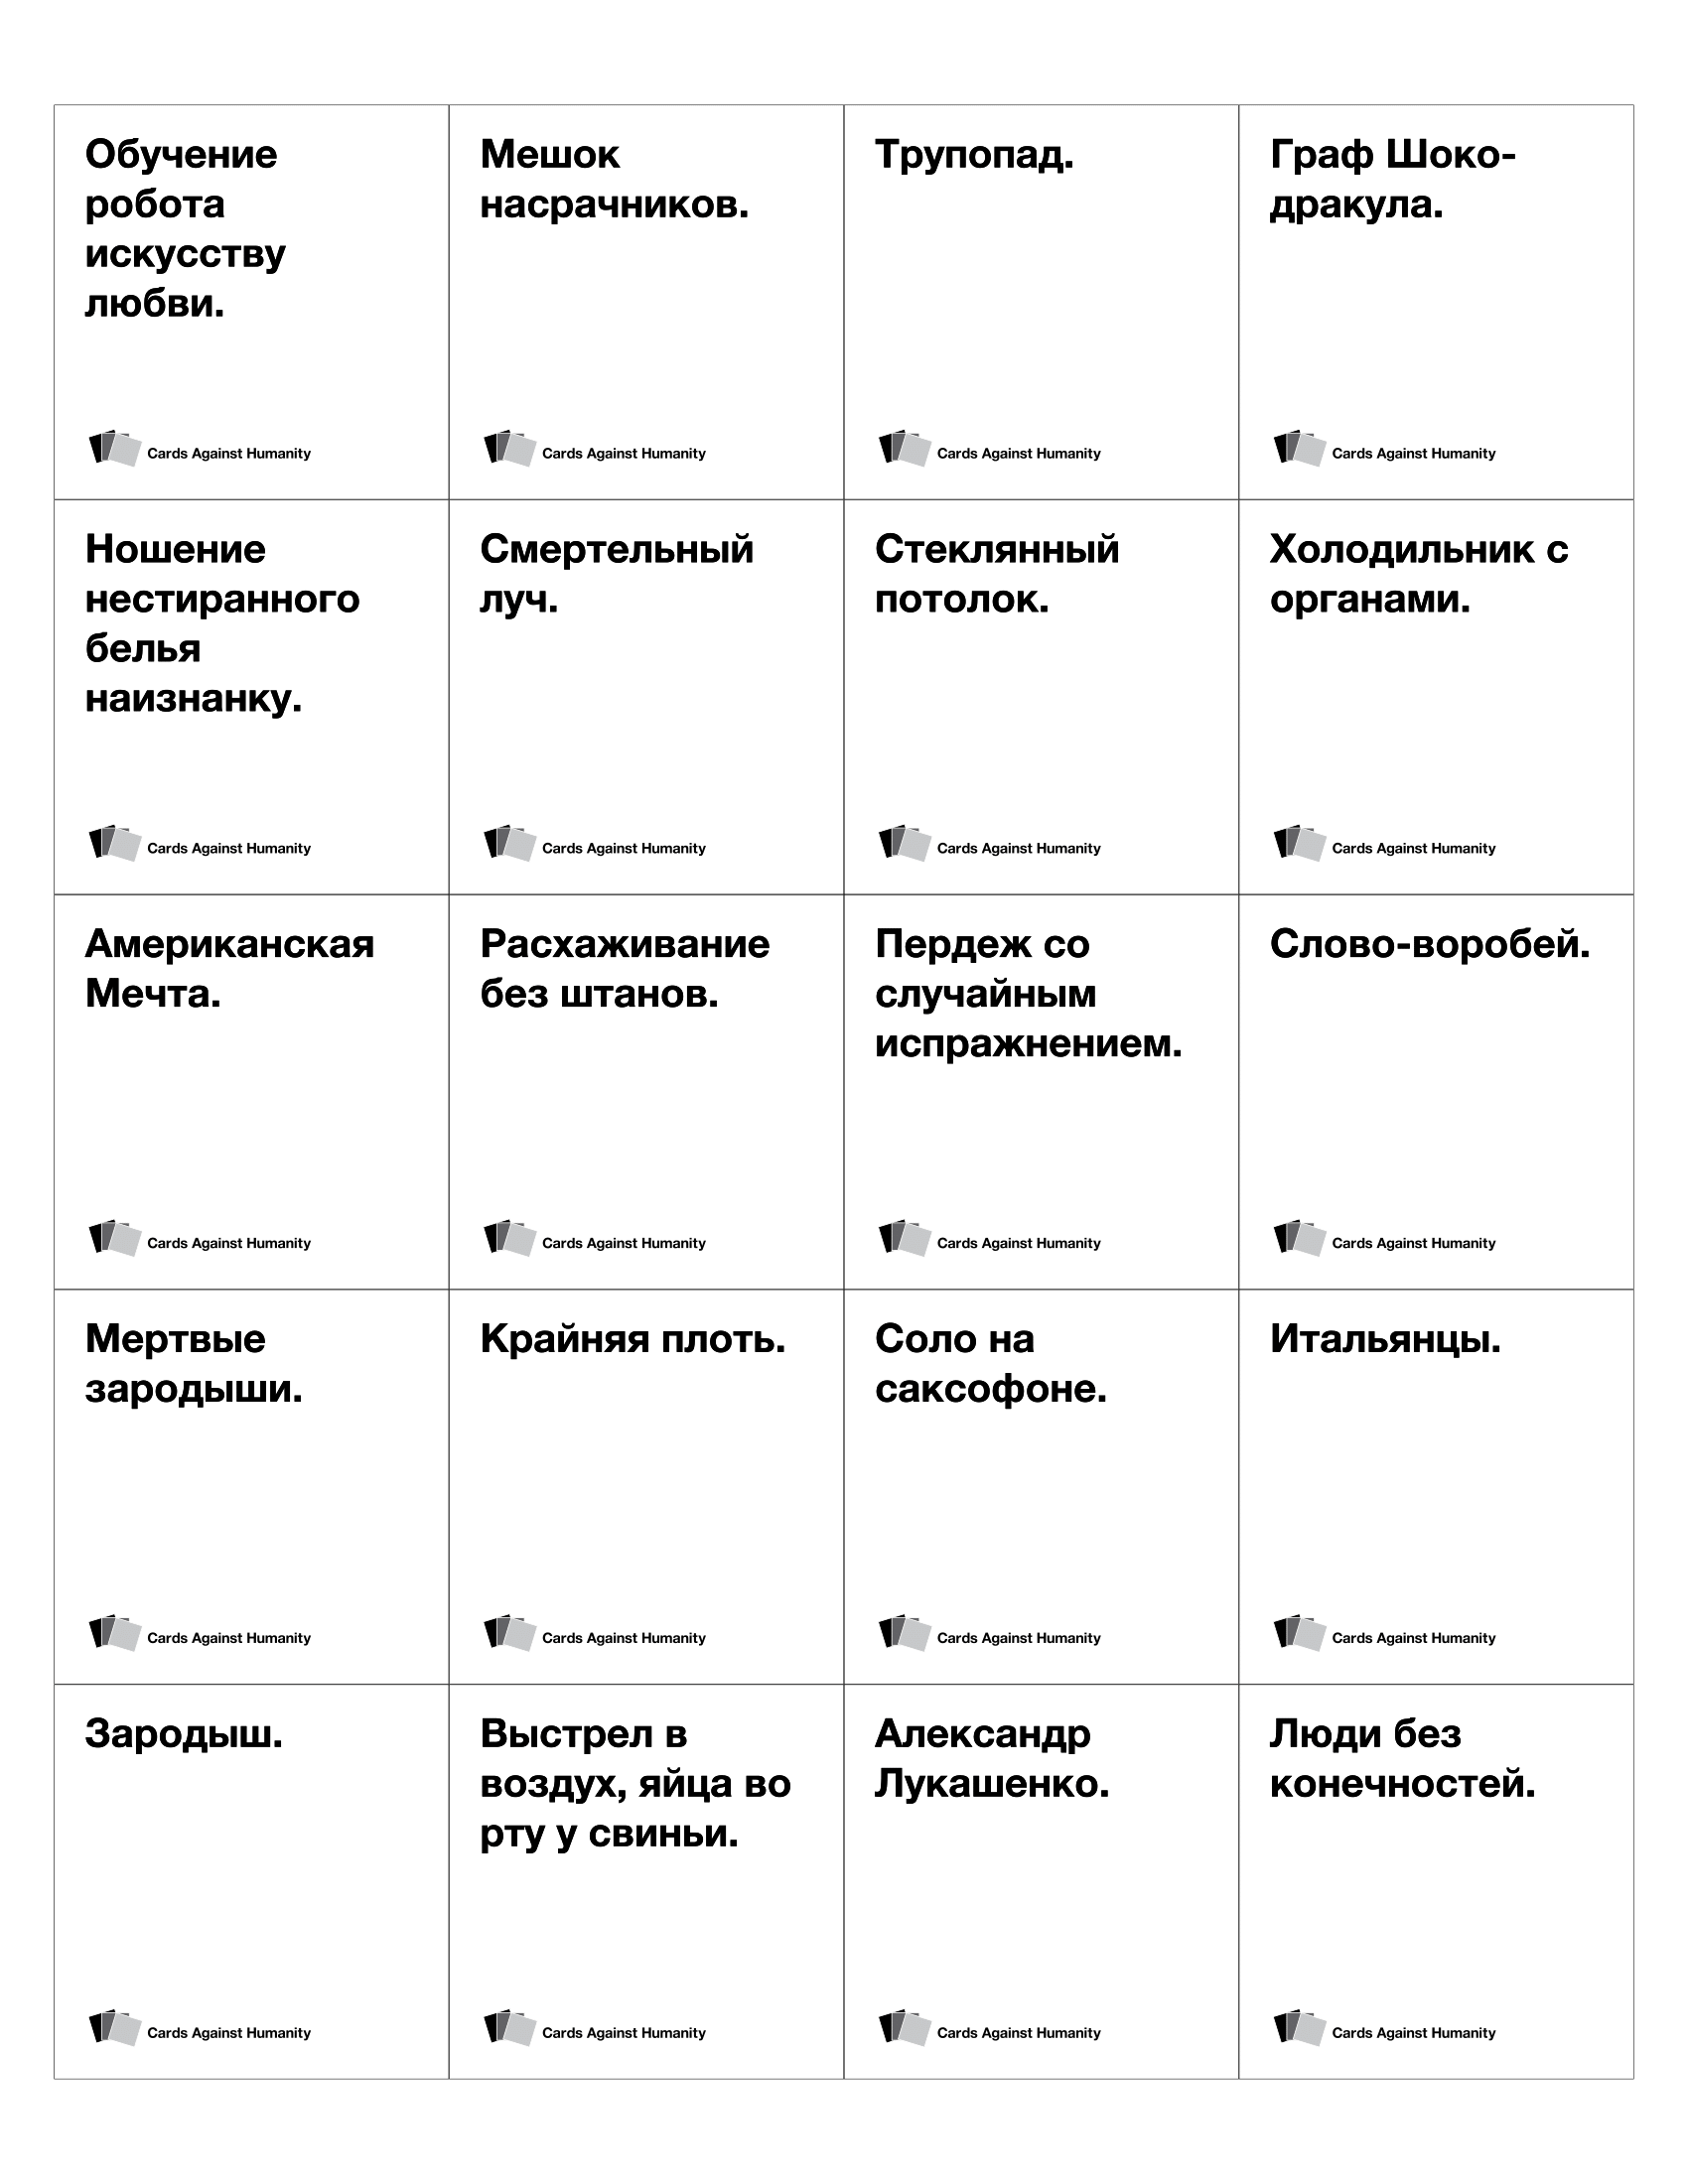 Обучение
робота
искусству
любви.
Cards Against Humanity
Мешок
насрачников.
Cards Against Humanity
Трупопад.
Cards Against Humanity
Граф Шоко-
дракула.
Cards Against Humanity
Ношение
нестиранного
белья
наизнанку.
Cards Against Humanity
Смертельный
луч.
Cards Against Humanity
Стеклянный
потолок.
Cards Against Humanity
Холодильник с
органами.
Cards Against Humanity
Американская
Мечта.
Cards Against Humanity
Расхаживание
без штанов.
Cards Against Humanity
Пердеж со
случайным
испражнением.
Cards Against Humanity
Слово-воробей.
Cards Against Humanity
Мертвые
зародыши.
Cards Against Humanity
Крайняя плоть.
Cards Against Humanity
Соло на
саксофоне.
Cards Against Humanity
Итальянцы.
Cards Against Humanity
Зародыш.
Cards Against Humanity
Выстрел в
воздух, яйца во
рту у свиньи.
Cards Against Humanity
Александр
Лукашенко.
Cards Against Humanity
Люди без
конечностей.
Cards Against Humanity